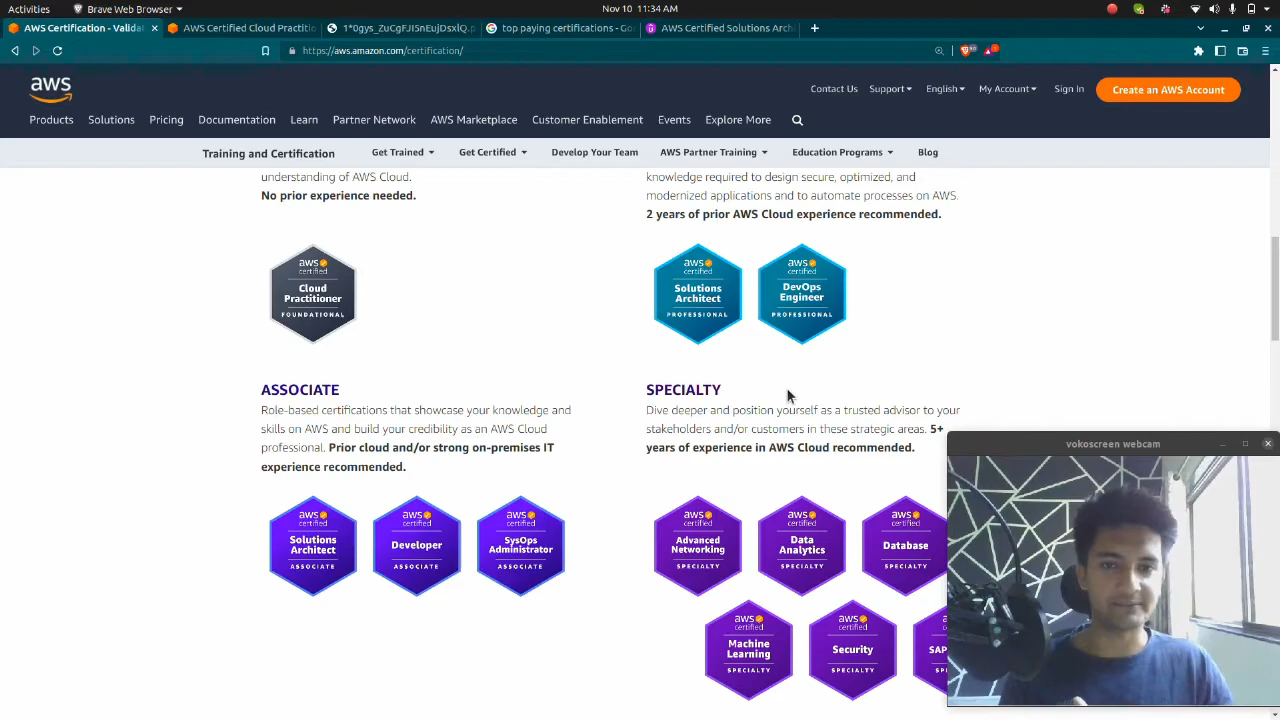 Activities
Brave Web Browser
Nov 10 11:34 AM
AWS Certification - Valida
AWS Certified Cloud Practitio
1*0gys_ZuCgFJI5nEujDsxlQ.p
top paying certifications - Goo
AWS Certified Solutions Archi
https://aws.amazon.com/certification/
aws
Contact Us
Support
English
My Account
Sign In
Create an AWS Account
Products
Solutions
Pricing
Documentation
Learn
Partner Network
AWS Marketplace
Customer Enablement
Events
Explore More
Training and Certification
Get Trained
Get Certified
Develop Your Team
AWS Partner Training
Education Programs
Blog
understanding of AWS Cloud.
No prior experience needed.
knowledge required to design secure, optimized, and
modernized applications and to automate processes on AWS.
2 years of prior AWS Cloud experience recommended.
aws
certified
Cloud
Practitioner
FOUNDATIONAL
aws
certified
Solutions
Architect
PROFESSIONAL
aws
certified
DevOps
Engineer
PROFESSIONAL
ASSOCIATE
Role-based certifications that showcase your knowledge and
skills on AWS and build your credibility as an AWS Cloud
professional. Prior cloud and/or strong on-premises IT
experience recommended.
SPECIALTY
Dive deeper and position yourself as a trusted advisor to your
stakeholders and/or customers in these strategic areas. 5+
years of experience in AWS Cloud recommended.
aws
certified
Solutions
Architect
ASSOCIATE
aws
certified
Developer
ASSOCIATE
aws
certified
SysOps
Administrator
ASSOCIATE
aws
certified
Advanced
Networking
SPECIALTY
aws
certified
Data
Analytics
SPECIALTY
aws
certified
Database
SPECIALTY
aws
certified
Machine
Learning
SPECIALTY
aws
certified
Security
SPECIALTY
SAP
vokoscreen webcam